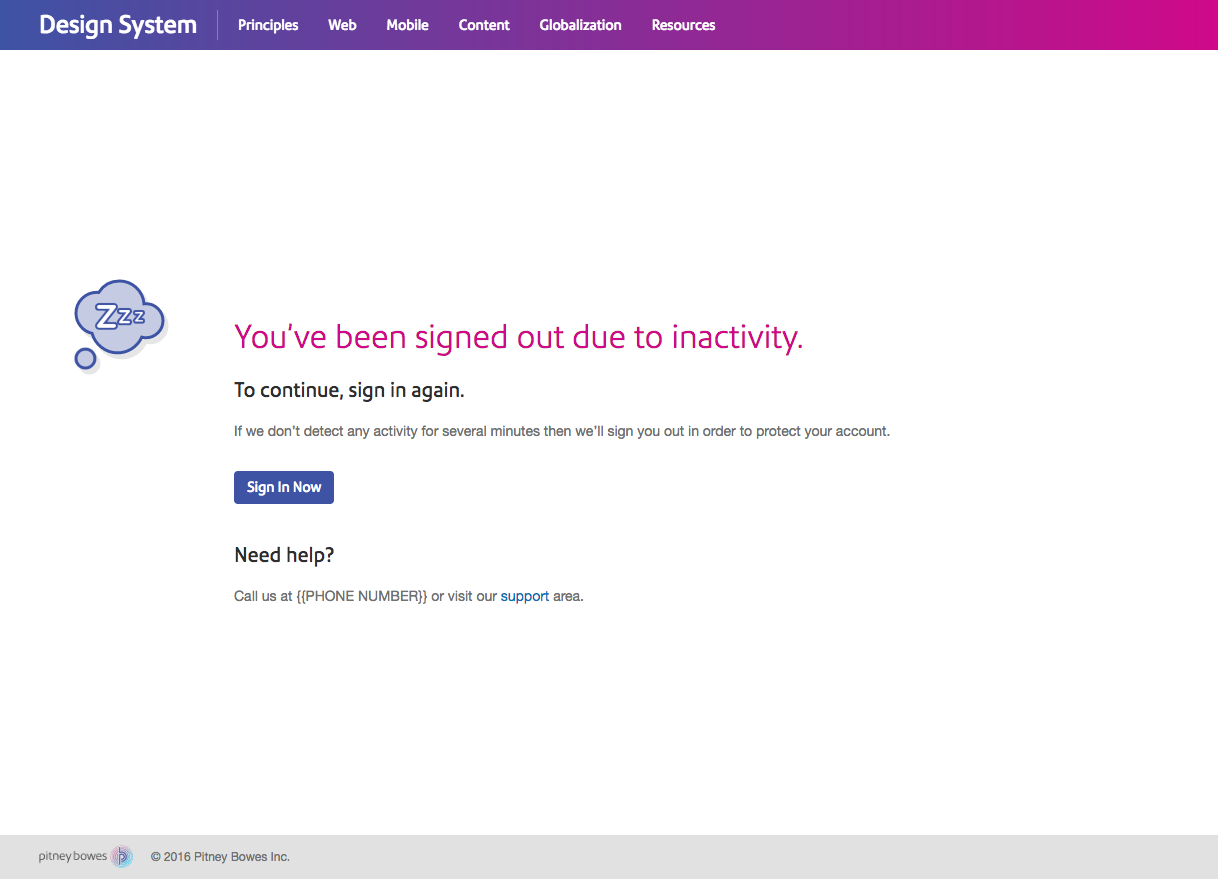 Design System Principles Web Mobile Content Globalization Resources
Zzz
You've been signed out due to inactivity.
To continue, sign in again.
If we don't detect any activity for several minutes then we'll sign you out in order to protect your account.
Sign In Now
Need help?
Call us at {{PHONE NUMBER}} or visit our support area.
pitney bowes © 2016 Pitney Bowes Inc.